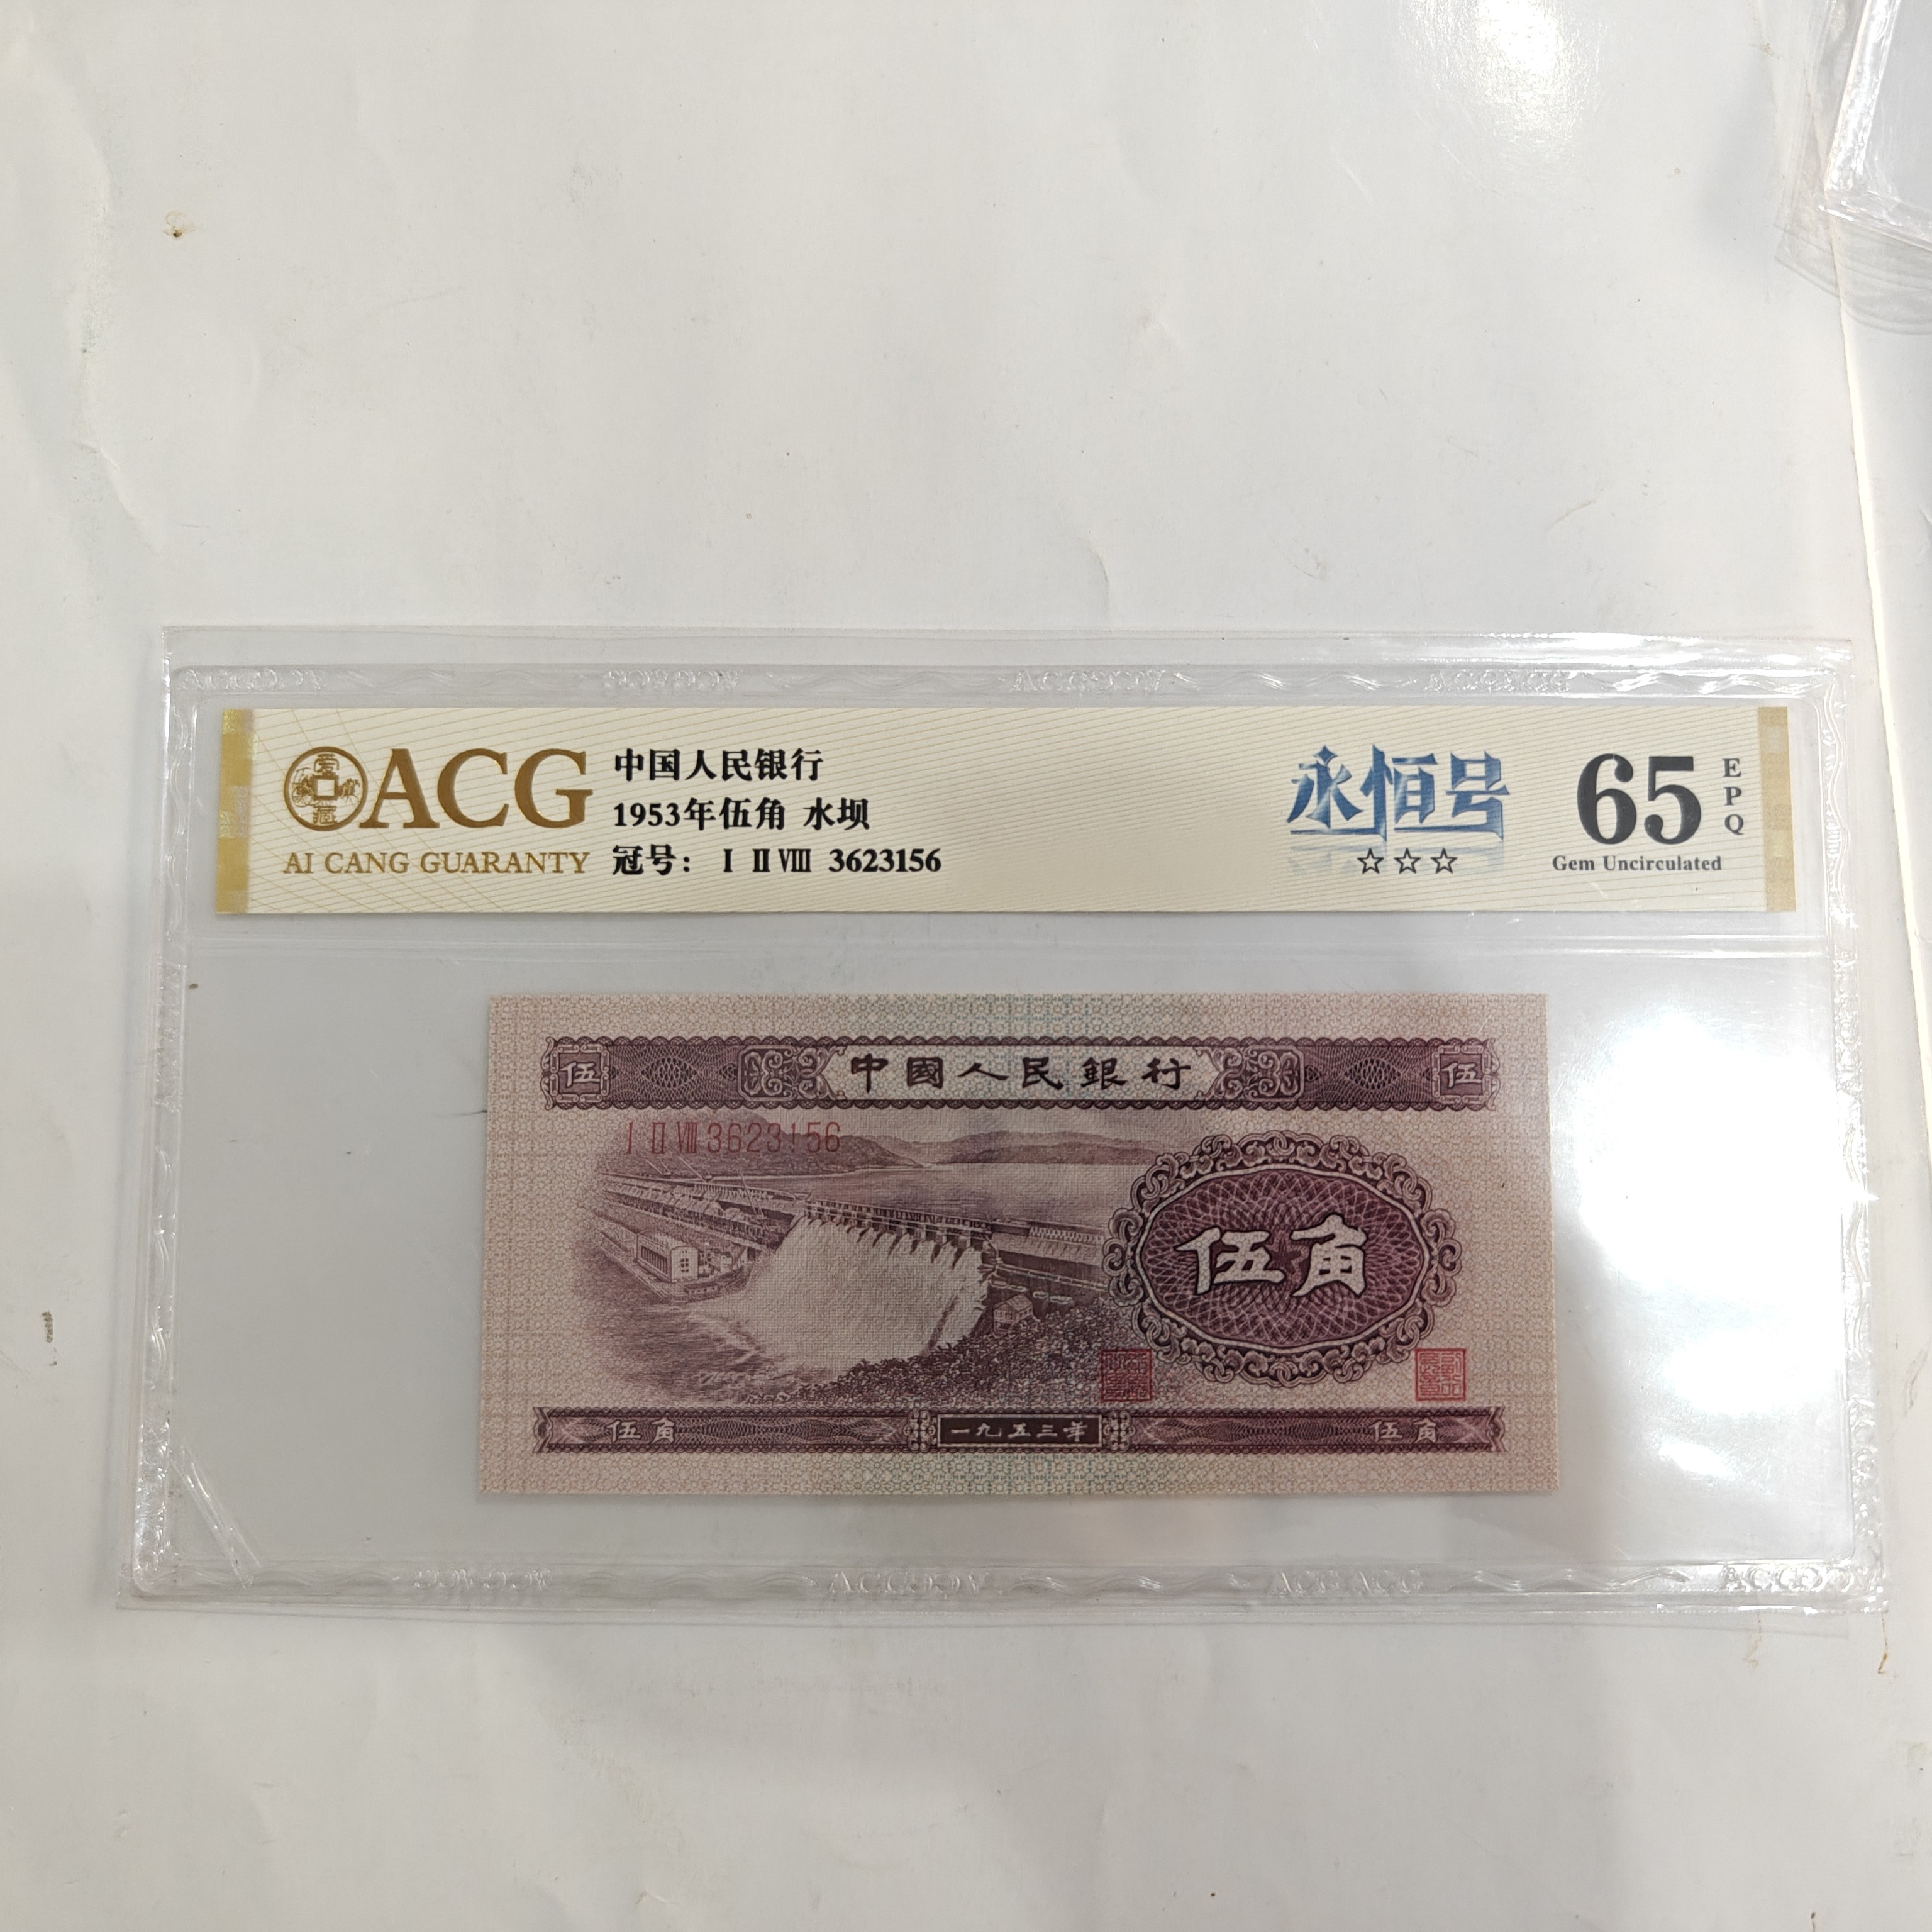 ACG
AI CANG GUARANTY
中国人民银行
1953年伍角 水坝
冠号: Ⅰ Ⅱ Ⅷ 3623156
永恒号
☆☆☆
65
EPQ
Gem Uncirculated
伍 中國人民銀行 伍
Ⅰ Ⅱ Ⅷ 3623156
伍角
伍角 一九五三年 伍角